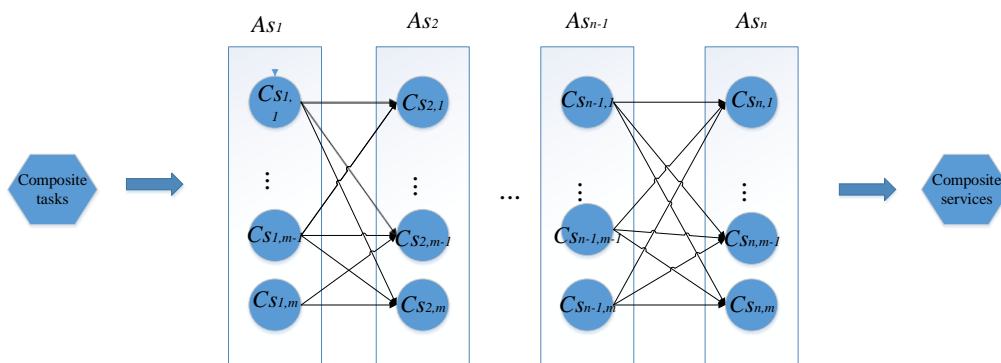 As1
As2
Asn-1
Asn
Cs1,
1
Cs2,1
Csn-1,1
Csn,1
Composite
tasks
...
...
...
...
...
Composite
services
Cs1,m-1
Cs2,m-1
Csn-1,m-1
Csn,m-1
Cs1,m
Cs2,m
Csn-1,m
Csn,m